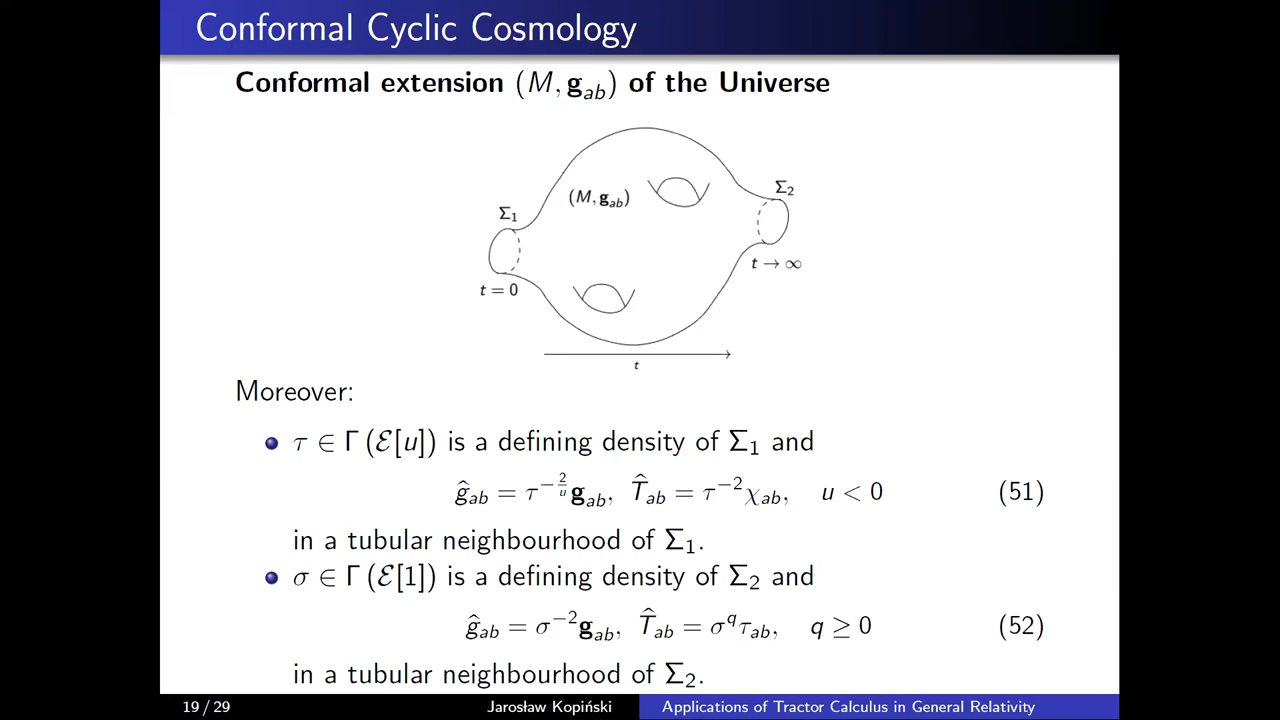 Conformal Cyclic Cosmology
Conformal extension (M, g_ab) of the Universe
Σ₂
(M, g_ab)
Σ₁
t → ∞
t = 0
t
Moreover:
τ ∈ Γ (ℰ[u]) is a defining density of Σ₁ and
ĝ_ab = τ^{-2/u} g_ab, T̂_ab = τ^{-2} χ_ab, u < 0 (51)
in a tubular neighbourhood of Σ₁.
σ ∈ Γ (ℰ[1]) is a defining density of Σ₂ and
ĝ_ab = σ^{-2} g_ab, T̂_ab = σ^q τ_ab, q ≥ 0 (52)
in a tubular neighbourhood of Σ₂.
19 / 29 Jarosław Kopiński Applications of Tractor Calculus in General Relativity